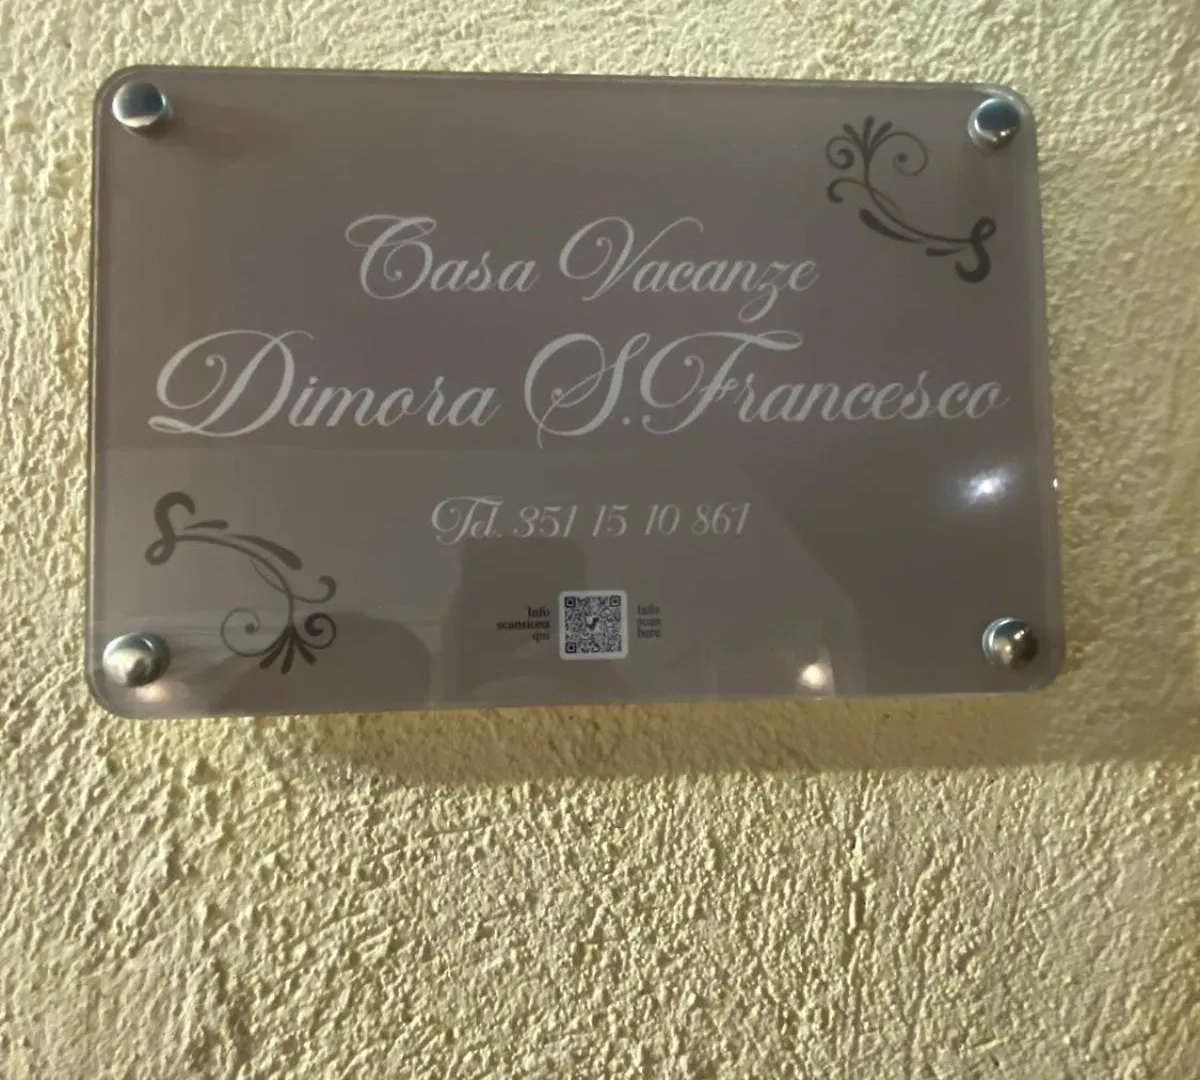 Casa Vacanze
Dimora S.Francesco
Tel. 351 15 10 861
Info
scansiona
qui
Info
scan
here